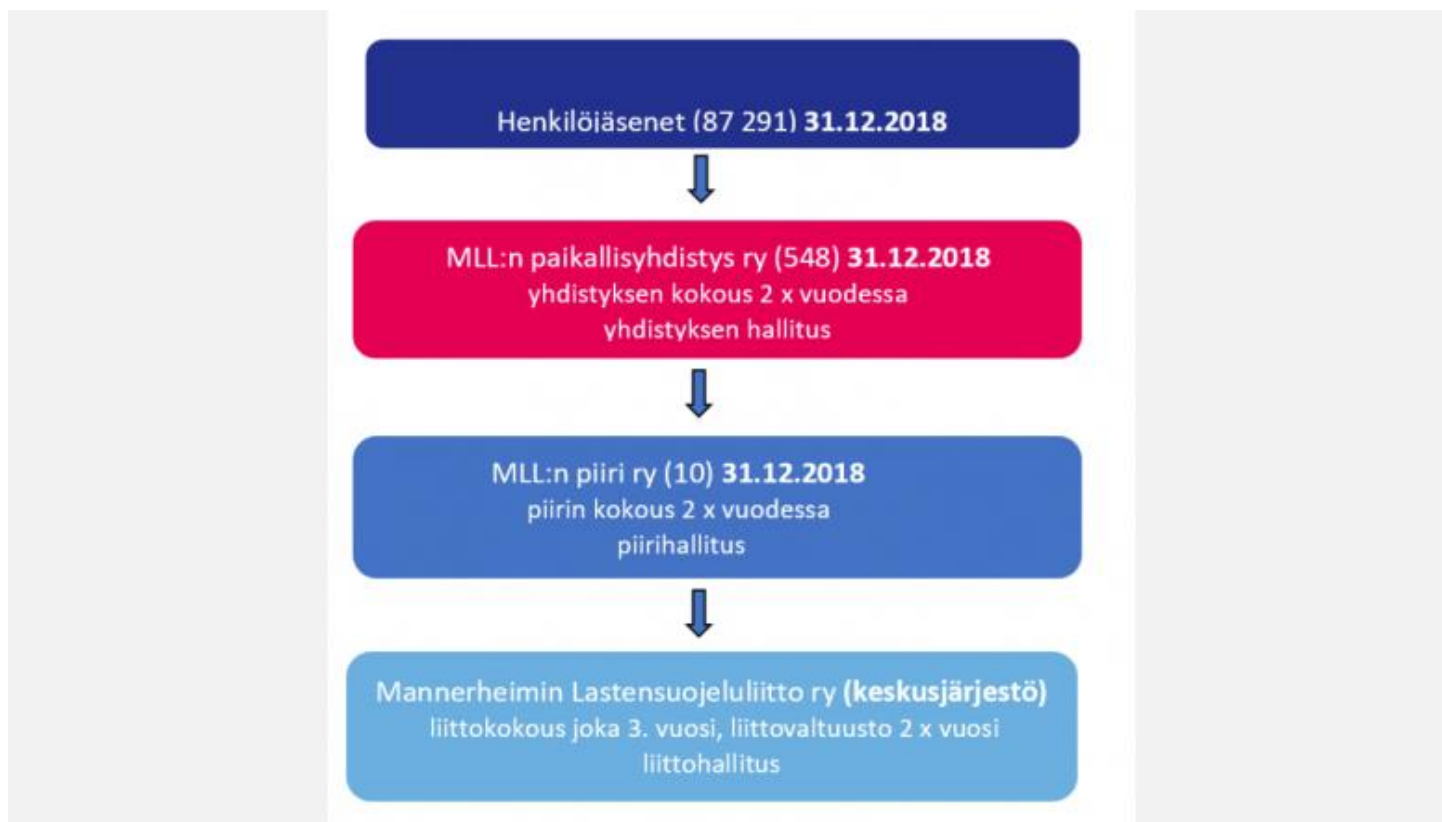 Henkilöjäsenet (87 291) 31.12.2018
MLL:n paikallisyhdistys ry (548) 31.12.2018
yhdistyksen kokous 2 x vuodessa
yhdistyksen hallitus
MLL:n piiri ry (10) 31.12.2018
piirin kokous 2 x vuodessa
piirihallitus
Mannerheimin Lastensuojeluliitto ry (keskusjärjestö)
liittokokous joka 3. vuosi, liittovaltuusto 2 x vuosi
liittohallitus